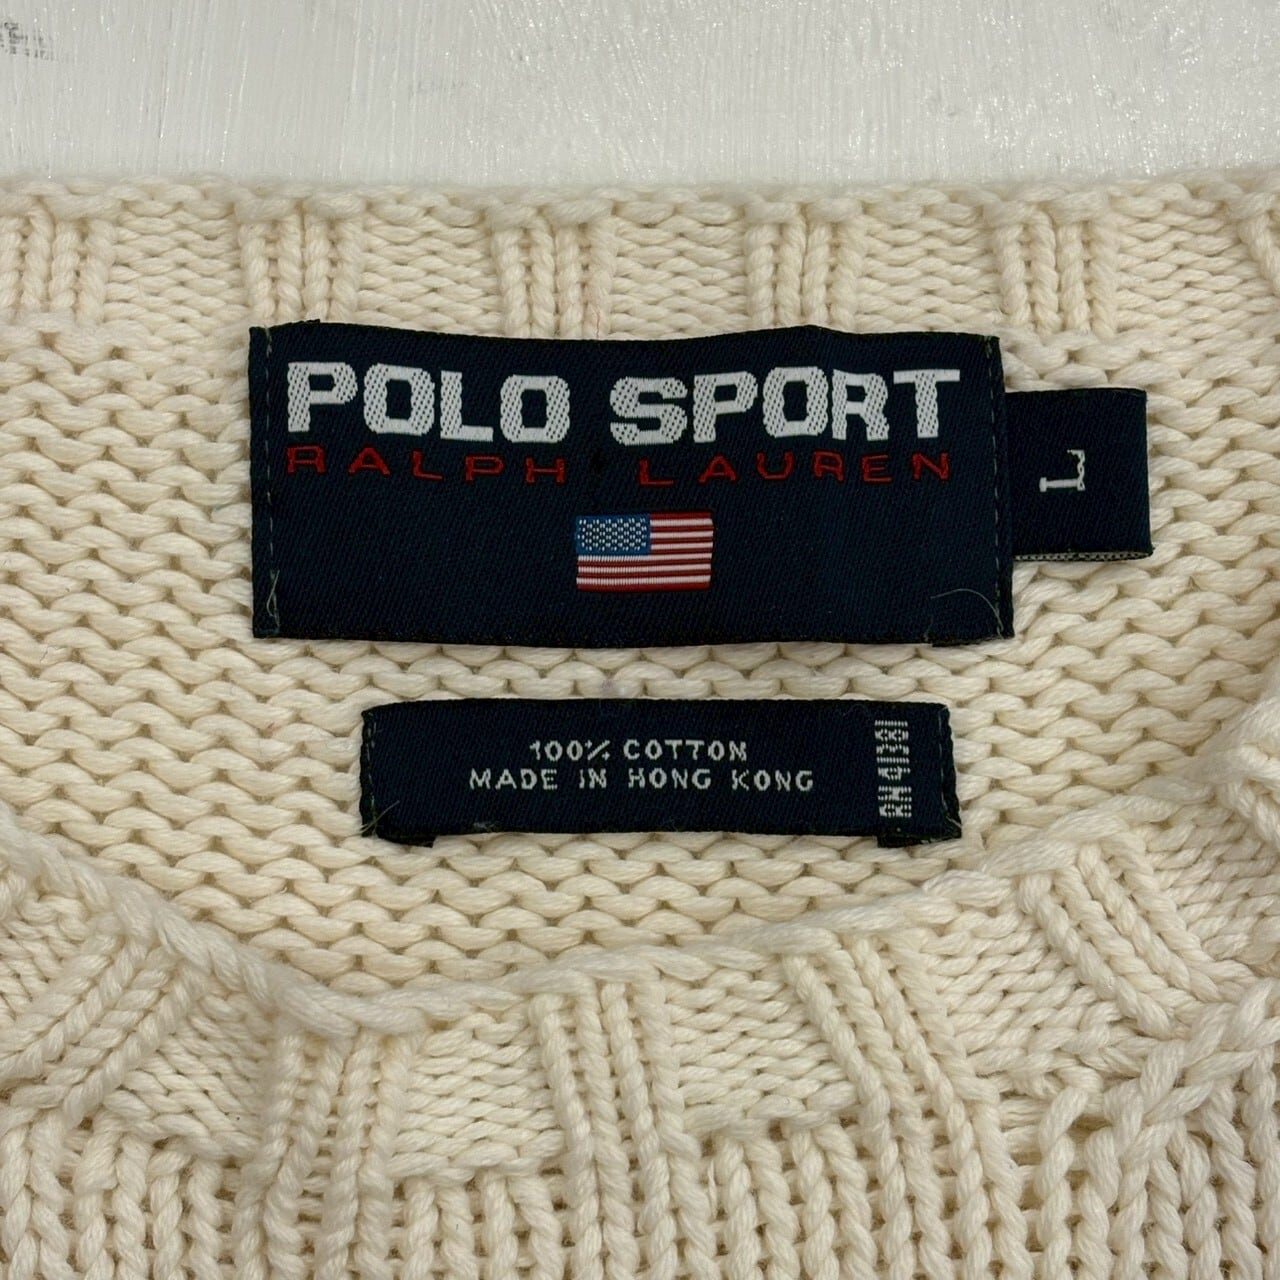 POLO SPORT
RALPH LAUREN
L
100% COTTON
MADE IN HONG KONG
RN 41381